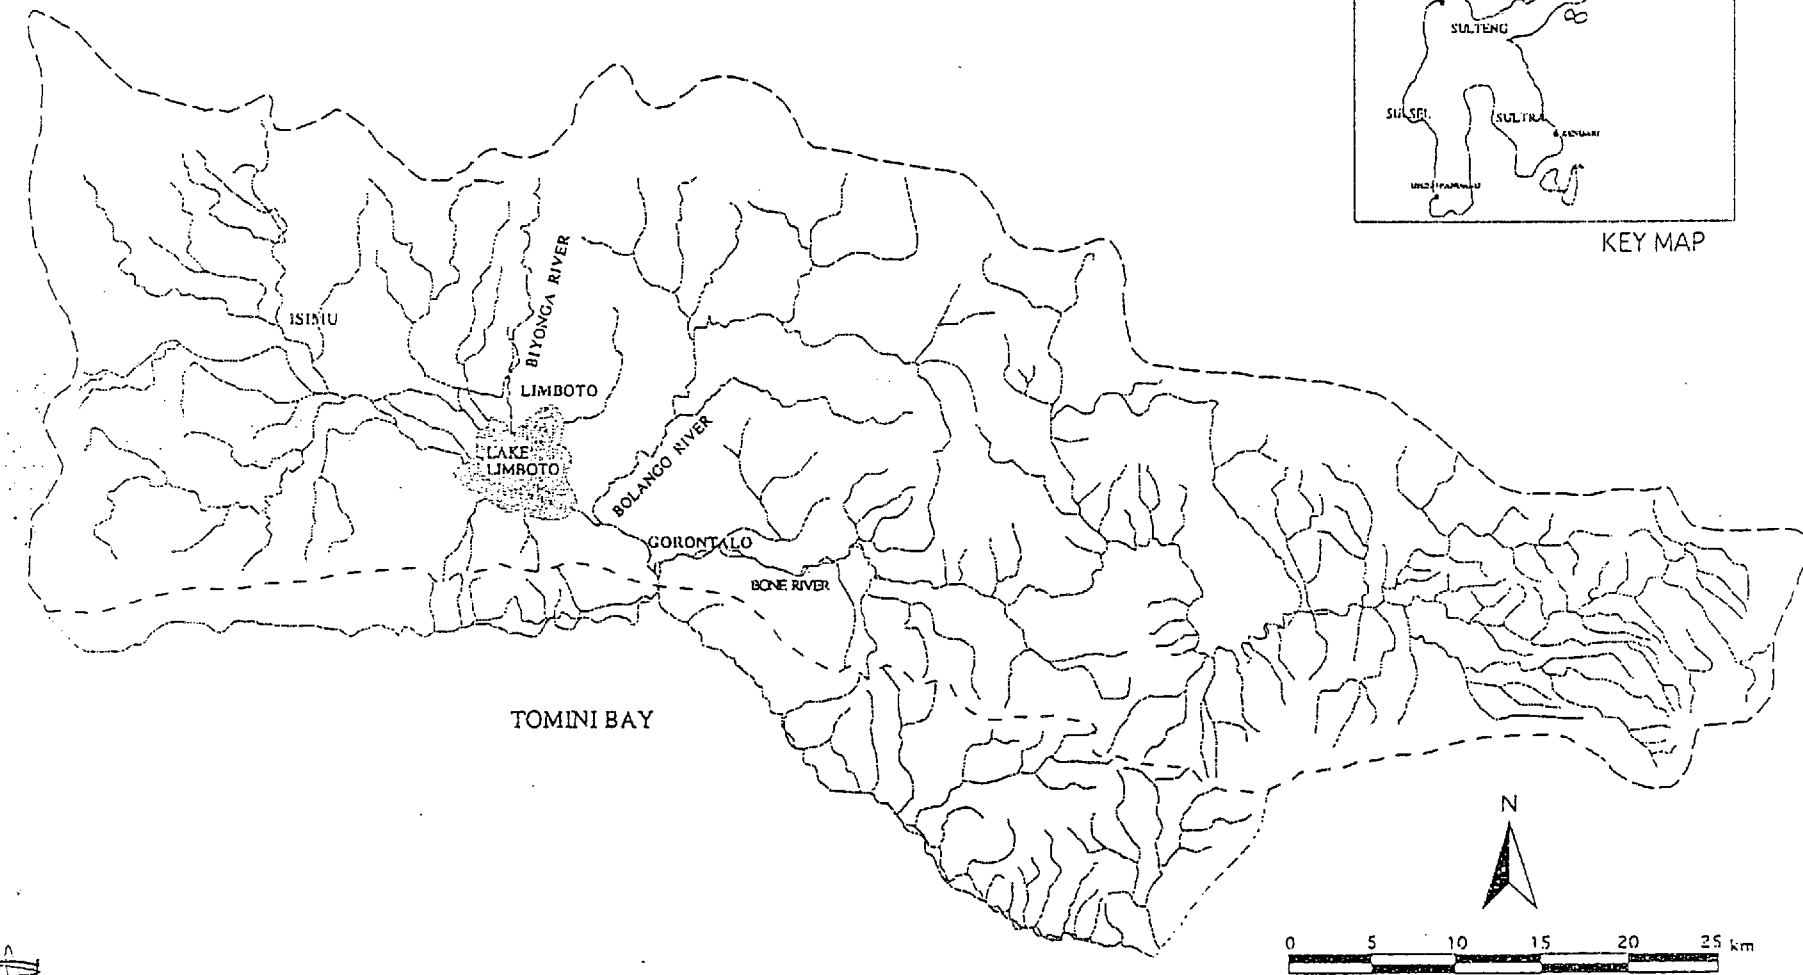 SULTENG
SULSEL
SULTRA
KENDARI
KEY MAP
BIYONGA RIVER
ISIMU
LIMBOTO
LAKE
LIMBOTO
BOLANGO RIVER
GORONTALO
BONE RIVER
TOMINI BAY
N
0 5 10 15 20 25 km